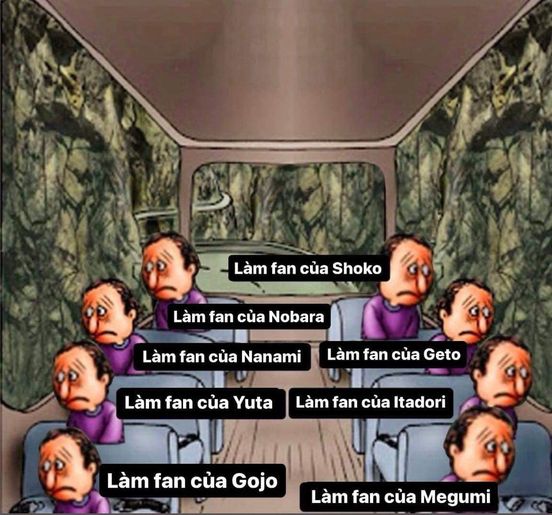 Làm fan của Shoko
Làm fan của Nobara
Làm fan của Nanami
Làm fan của Geto
Làm fan của Yuta
Làm fan của Itadori
Làm fan của Gojo
Làm fan của Megumi